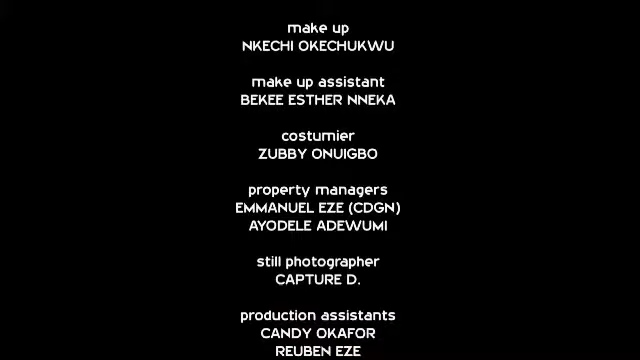 make up
NKECHI OKECHUKWU
make up assistant
BEKEE ESTHER NNEKA
costumier
ZUBBY ONUIGBO
property managers
EMMANUEL EZE (CDGN)
AYODELE ADEWUMI
still photographer
CAPTURE D.
production assistants
CANDY OKAFOR
REUBEN EZE